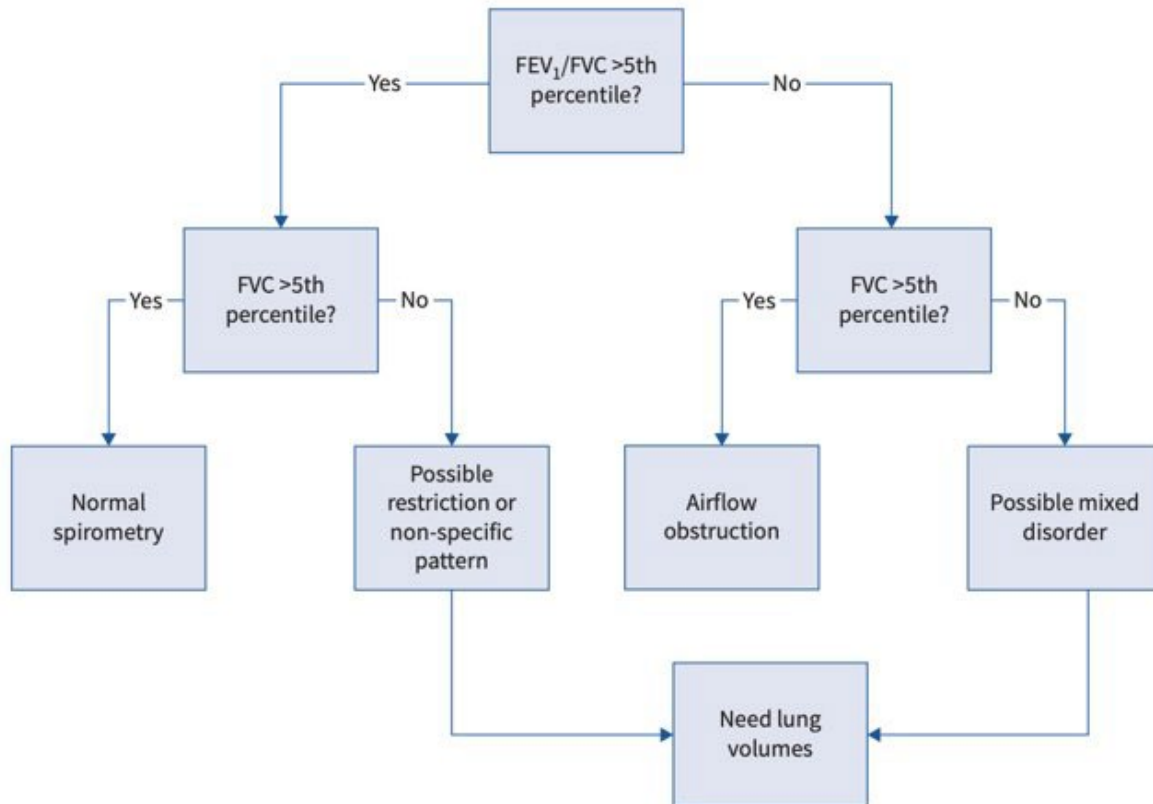 FEV₁/FVC >5th
percentile?
Yes
No
FVC >5th
percentile?
FVC >5th
percentile?
Yes
No
Yes
No
Normal
spirometry
Possible
restriction or
non-specific
pattern
Airflow
obstruction
Possible mixed
disorder
Need lung
volumes